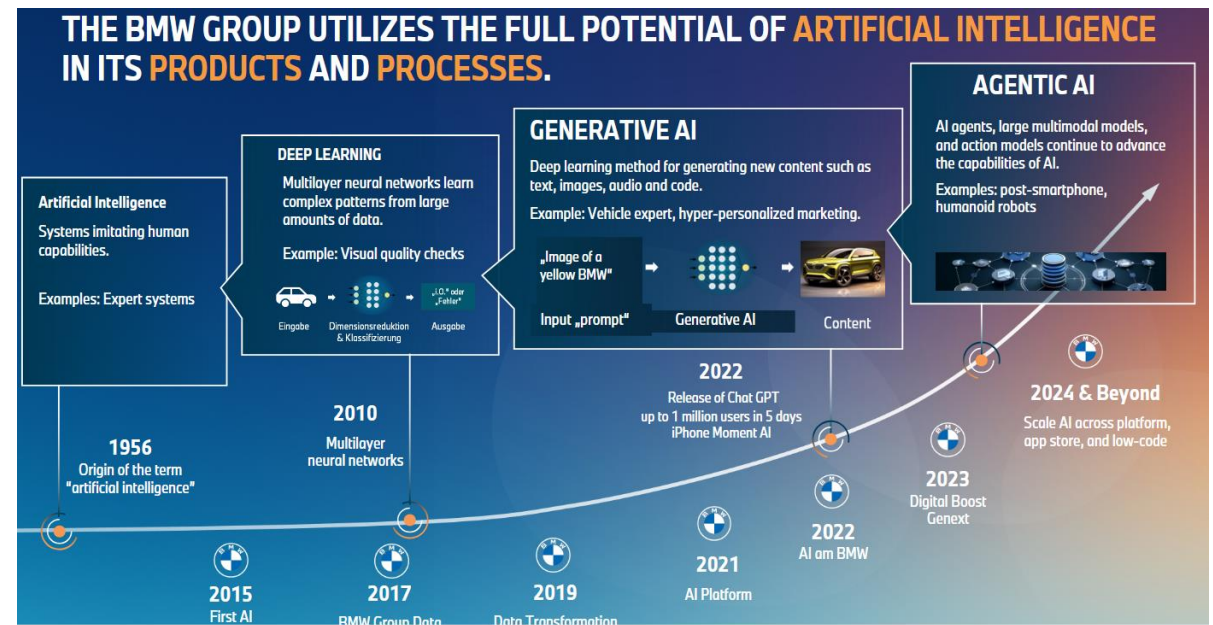 THE BMW GROUP UTILIZES THE FULL POTENTIAL OF ARTIFICIAL INTELLIGENCE
IN ITS PRODUCTS AND PROCESSES.
Artificial Intelligence
Systems imitating human
capabilities.
Examples: Expert systems
DEEP LEARNING
Multilayer neural networks learn
complex patterns from large
amounts of data.
Example: Visual quality checks
Eingabe
Dimensionsreduktion
& Klassifizierung
„i.O." oder
„Fehler"
Ausgabe
GENERATIVE AI
Deep learning method for generating new content such as
text, images, audio and code.
Example: Vehicle expert, hyper-personalized marketing.
„Image of a
yellow BMW"
Input „prompt"
Generative AI
Content
AGENTIC AI
AI agents, large multimodal models,
and action models continue to advance
the capabilities of AI.
Examples: post-smartphone,
humanoid robots
1956
Origin of the term
"artificial intelligence"
2010
Multilayer
neural networks
2022
Release of Chat GPT
up to 1 million users in 5 days
iPhone Moment AI
BMW
2015
First AI
BMW
2017
BMW Group Data
BMW
2019
Data Transformation
BMW
2021
AI Platform
BMW
2022
AI am BMW
BMW
2023
Digital Boost
Genext
BMW
2024 & Beyond
Scale AI across platform,
app store, and low-code